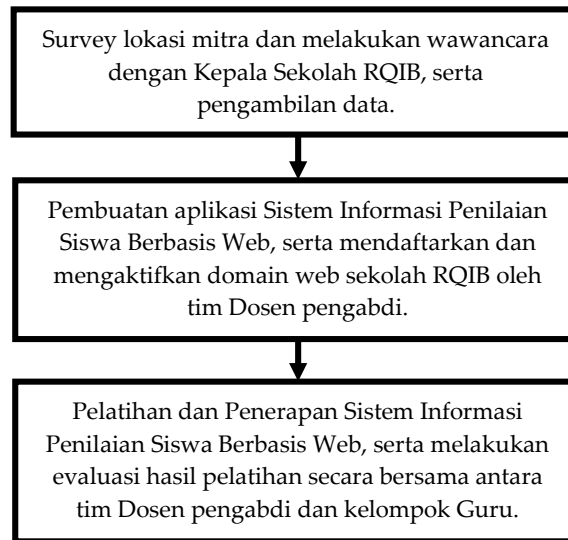 Survey lokasi mitra dan melakukan wawancara
dengan Kepala Sekolah RQIB, serta
pengambilan data.
Pembuatan aplikasi Sistem Informasi Penilaian
Siswa Berbasis Web, serta mendaftarkan dan
mengaktifkan domain web sekolah RQIB oleh
tim Dosen pengabdi.
Pelatihan dan Penerapan Sistem Informasi
Penilaian Siswa Berbasis Web, serta melakukan
evaluasi hasil pelatihan secara bersama antara
tim Dosen pengabdi dan kelompok Guru.